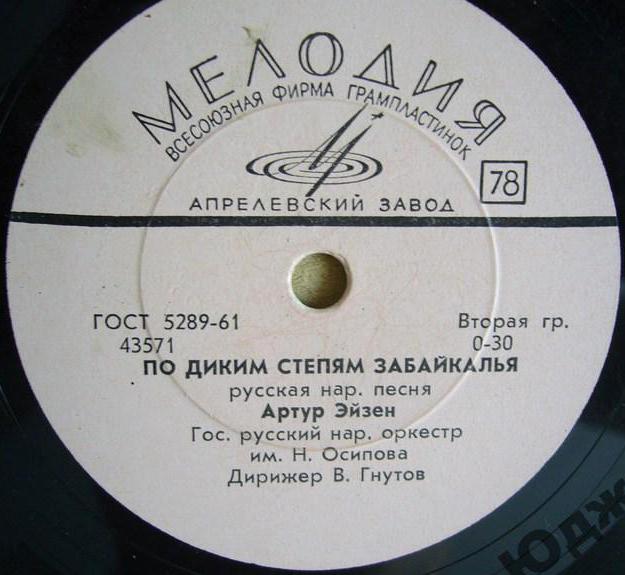 МЕЛОДИЯ
ВСЕСОЮЗНАЯ ФИРМА ГРАМПЛАСТИНОК
78
АПРЕЛЕВСКИЙ ЗАВОД
ГОСТ 5289-61
Вторая гр.
43571
0-30
ПО ДИКИМ СТЕПЯМ ЗАБАЙКАЛЬЯ
русская нар. песня
Артур Эйзен
Гос. русский нар. оркестр
им. Н. Осипова
Дирижер В. Гнутов